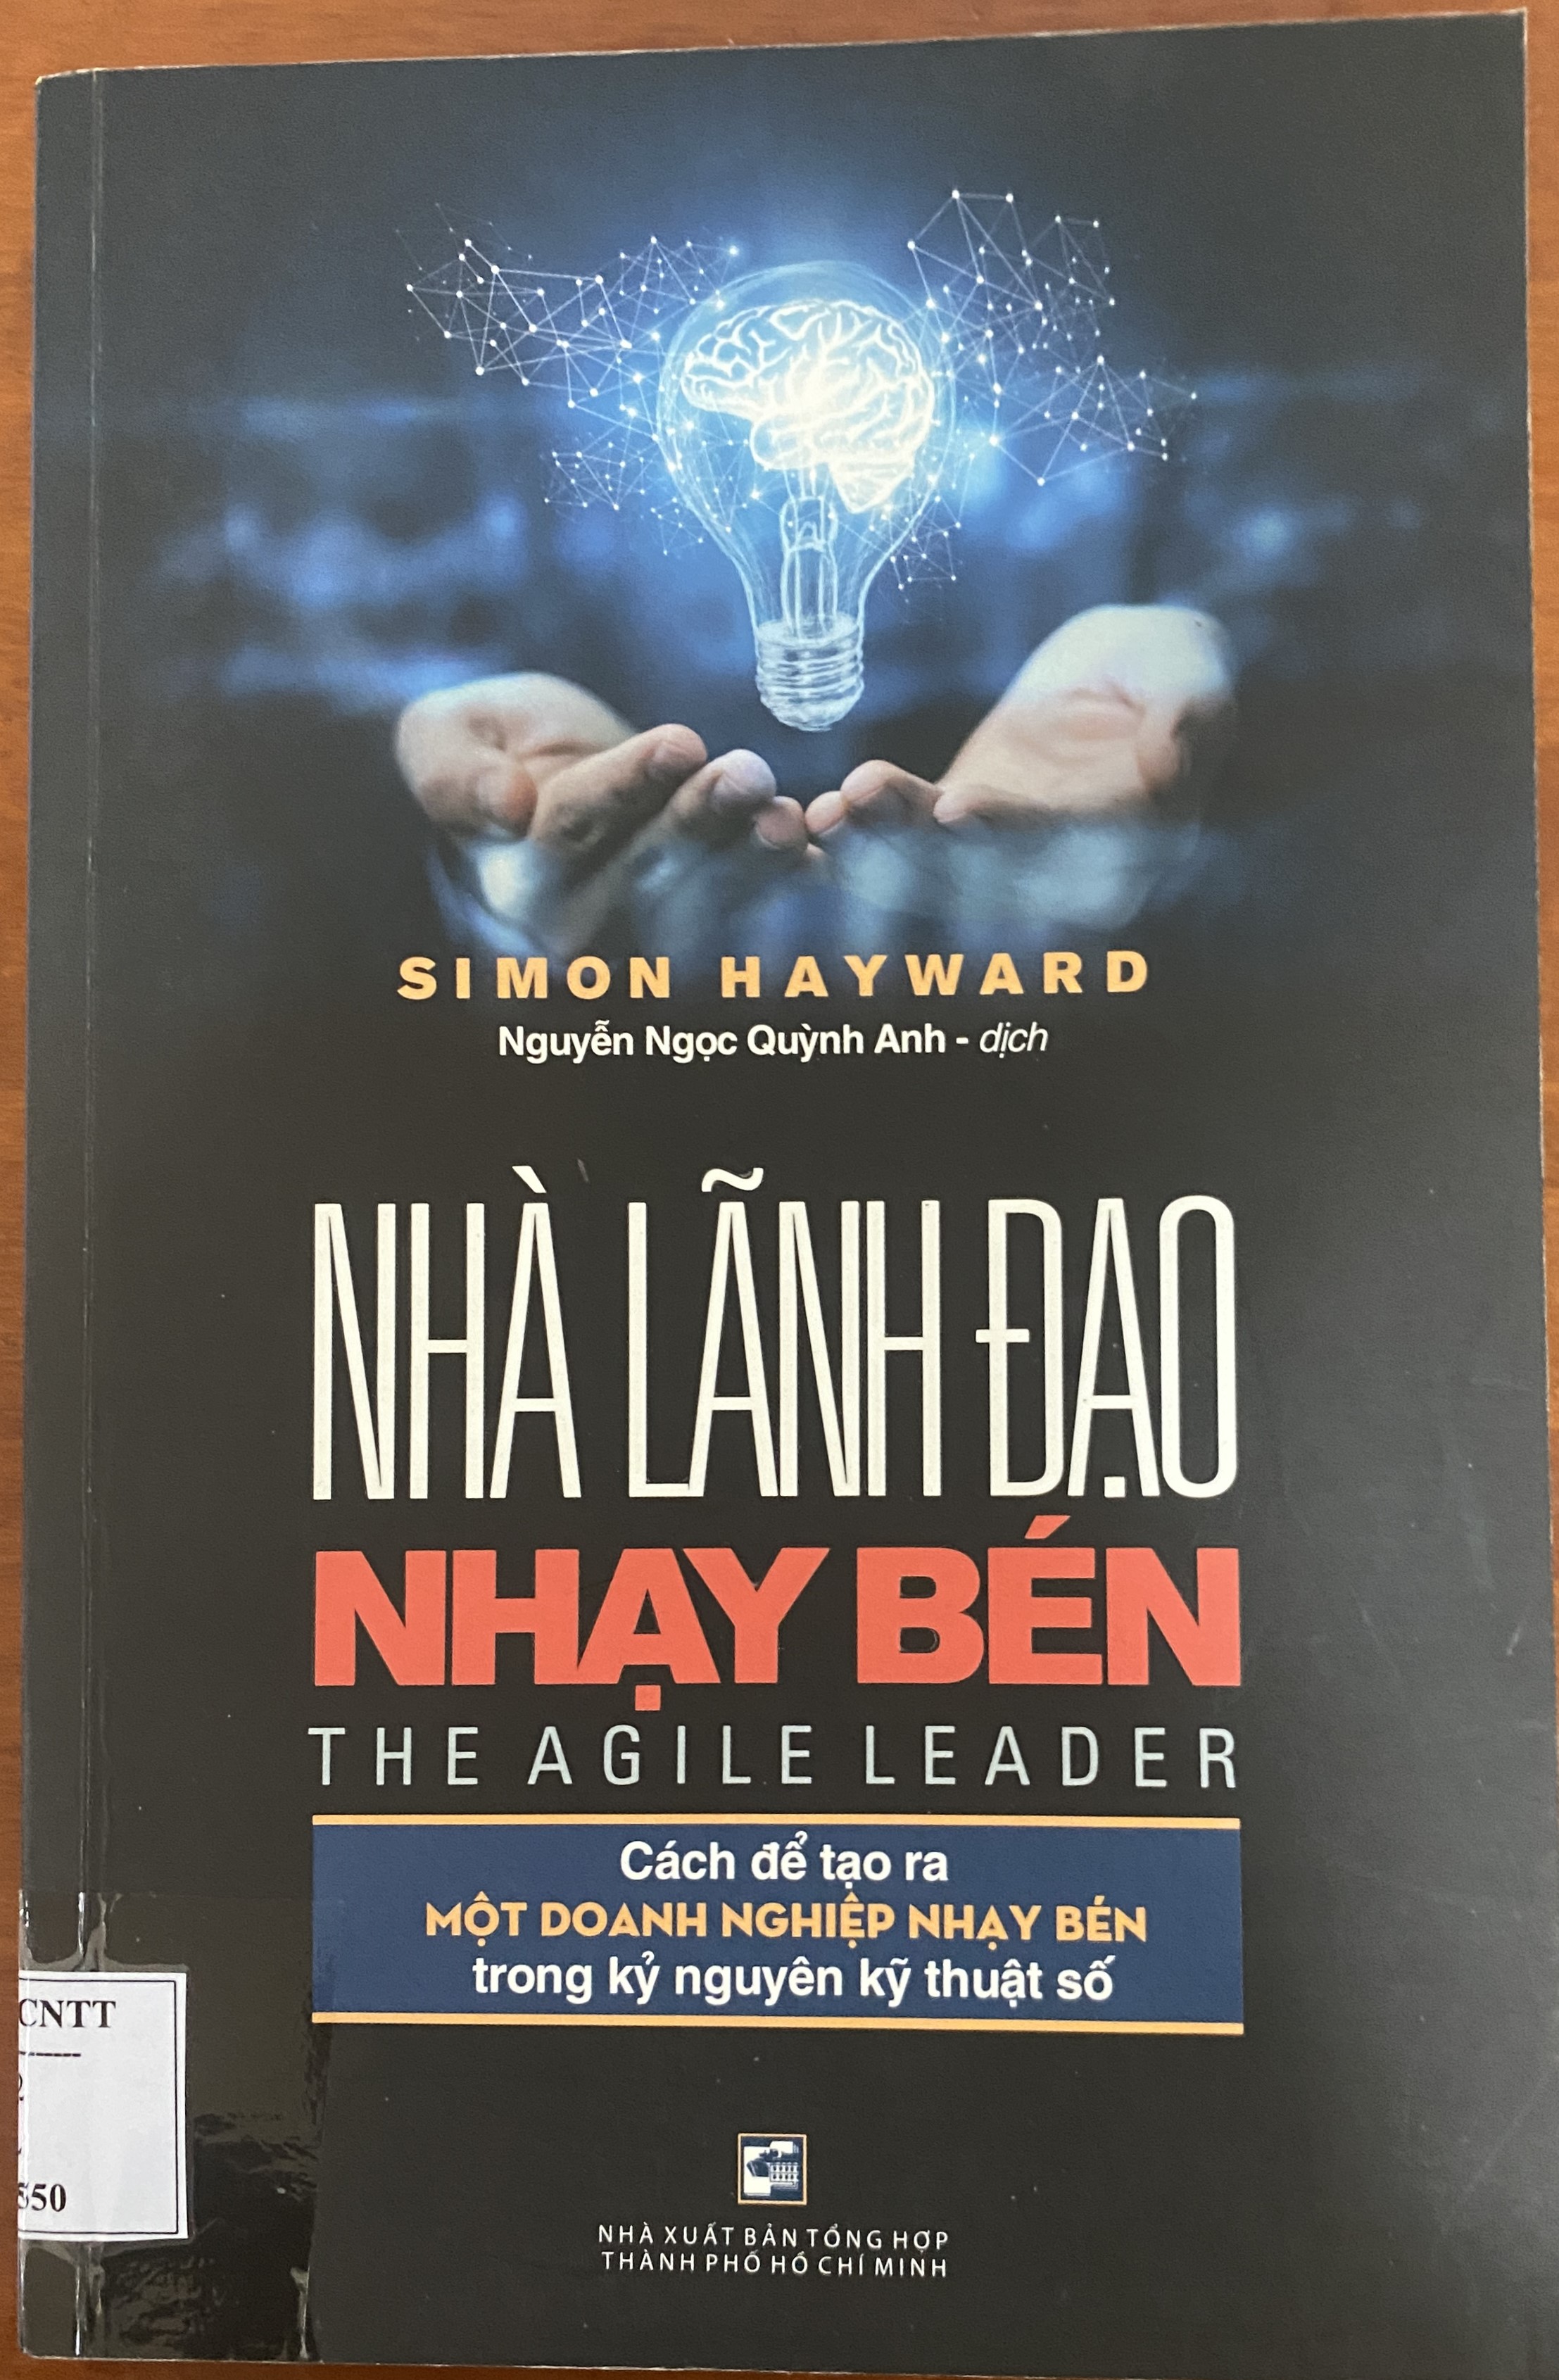 SIMON HAYWARD
Nguyễn Ngọc Quỳnh Anh - dịch
NHÀ LÃNH ĐẠO
NHẠY BÉN
THE AGILE LEADER
Cách để tạo ra
MỘT DOANH NGHIỆP NHẠY BÉN
trong kỷ nguyên kỹ thuật số
CNTT
2
550
NHÀ XUẤT BẢN TỔNG HỢP
THÀNH PHỐ HỒ CHÍ MINH